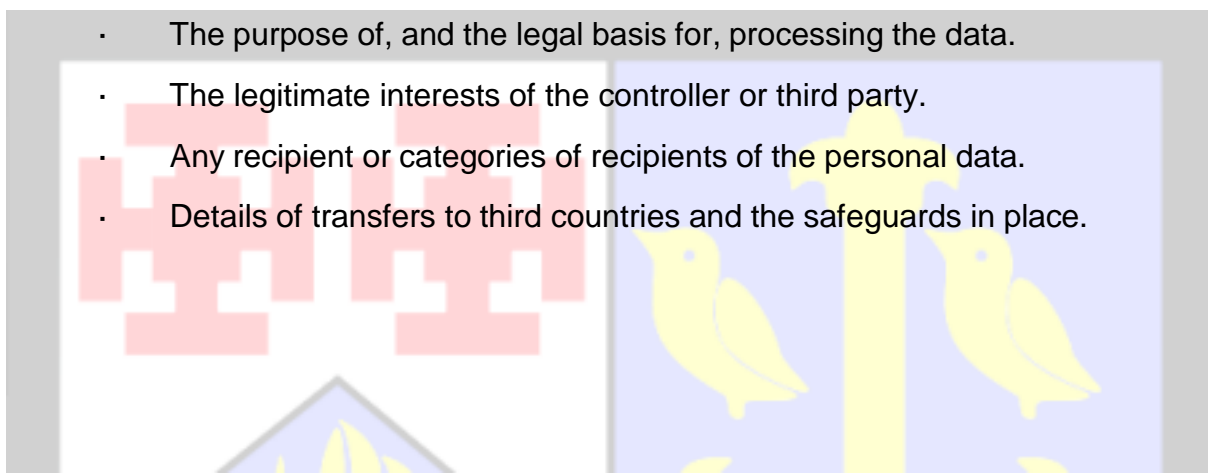 · The purpose of, and the legal basis for, processing the data.
· The legitimate interests of the controller or third party.
· Any recipient or categories of recipients of the personal data.
· Details of transfers to third countries and the safeguards in place.